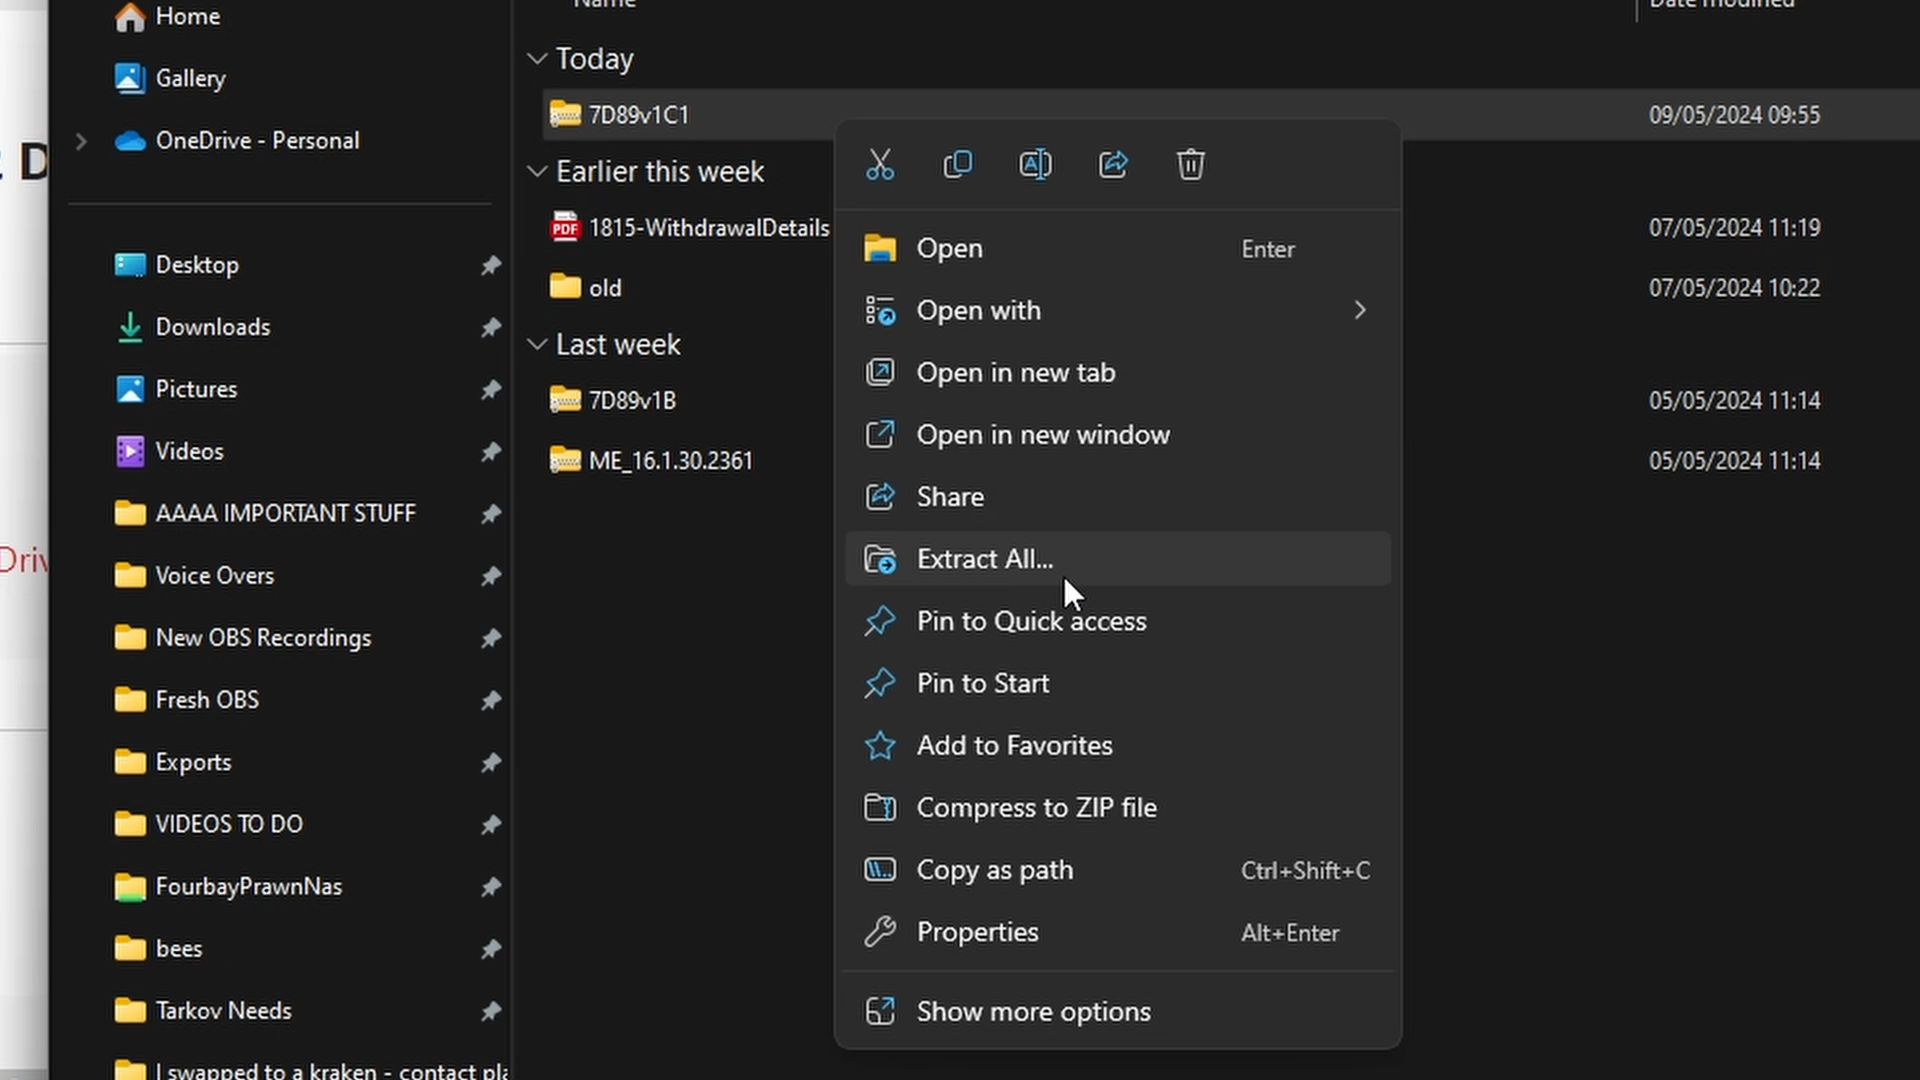 Home
Gallery
OneDrive - Personal
Desktop
Downloads
Pictures
Videos
AAAA IMPORTANT STUFF
Voice Overs
New OBS Recordings
Fresh OBS
Exports
VIDEOS TO DO
FourbayPrawnNas
bees
Tarkov Needs
I swapped to a kraken - contact pla
D
Driv
Name
Date modified
Today
7D89v1C1
09/05/2024 09:55
Earlier this week
PDF
1815-WithdrawalDetails
07/05/2024 11:19
old
07/05/2024 10:22
Last week
7D89v1B
05/05/2024 11:14
ME_16.1.30.2361
05/05/2024 11:14
Open Enter
Open with
Open in new tab
Open in new window
Share
Extract All...
Pin to Quick access
Pin to Start
Add to Favorites
Compress to ZIP file
Copy as path Ctrl+Shift+C
Properties Alt+Enter
Show more options